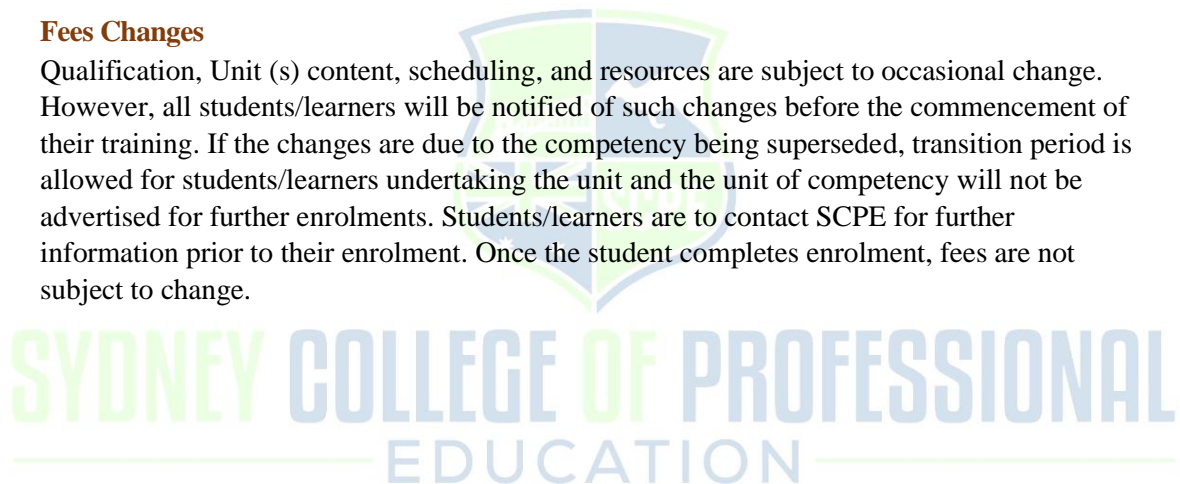 Fees Changes
Qualification, Unit (s) content, scheduling, and resources are subject to occasional change.
However, all students/learners will be notified of such changes before the commencement of
their training. If the changes are due to the competency being superseded, transition period is
allowed for students/learners undertaking the unit and the unit of competency will not be
advertised for further enrolments. Students/learners are to contact SCPE for further
information prior to their enrolment. Once the student completes enrolment, fees are not
subject to change.
SCPE
SYDNEY COLLEGE OF PROFESSIONAL
EDUCATION